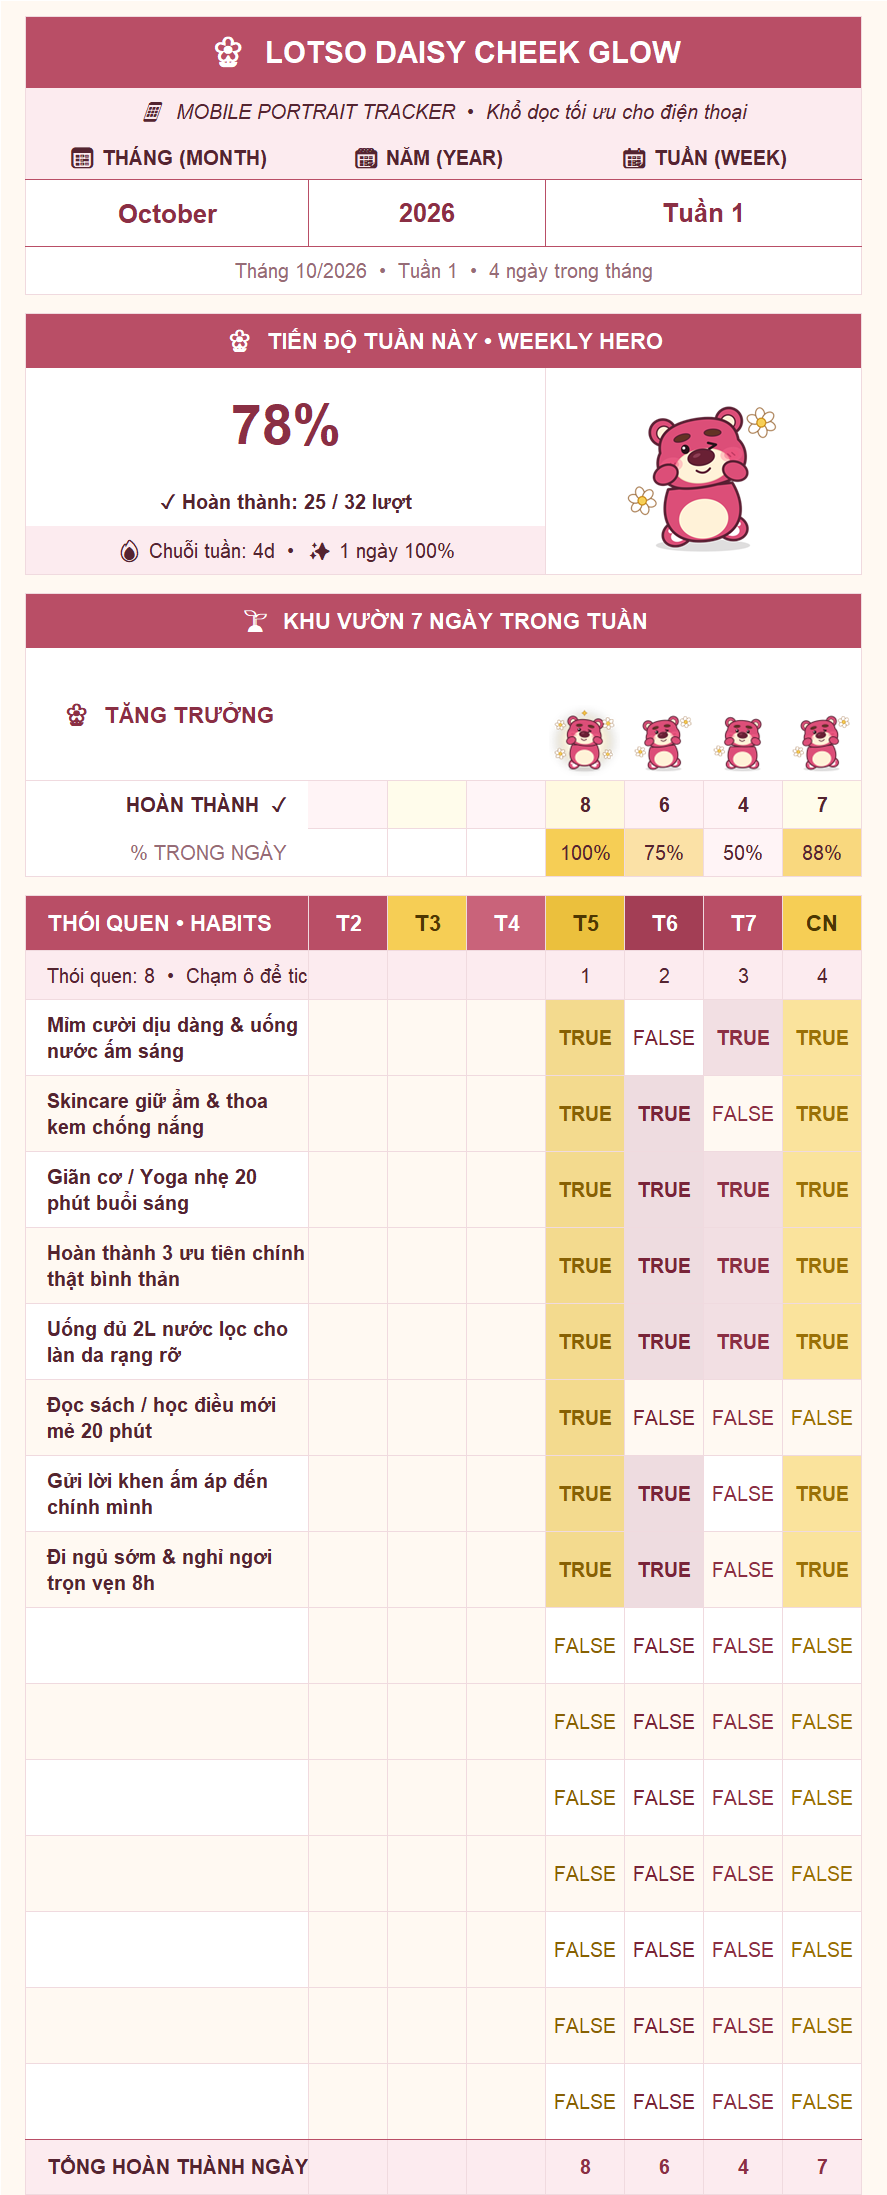 LOTSO DAISY CHEEK GLOW
MOBILE PORTRAIT TRACKER • Khổ dọc tối ưu cho điện thoại
THÁNG (MONTH) NĂM (YEAR) TUẦN (WEEK)
October 2026 Tuần 1
Tháng 10/2026 • Tuần 1 • 4 ngày trong tháng
TIẾN ĐỘ TUẦN NÀY • WEEKLY HERO
78%
✓ Hoàn thành: 25 / 32 lượt
Chuỗi tuần: 4d • 1 ngày 100%
KHU VƯỜN 7 NGÀY TRONG TUẦN
TĂNG TRƯỞNG
HOÀN THÀNH ✓ 8 6 4 7
% TRONG NGÀY 100% 75% 50% 88%
THÓI QUEN • HABITS T2 T3 T4 T5 T6 T7 CN
Thói quen: 8 • Chạm ô để tic 1 2 3 4
Mỉm cười dịu dàng & uống
nước ấm sáng
TRUE FALSE TRUE TRUE
Skincare giữ ẩm & thoa
kem chống nắng
TRUE TRUE FALSE TRUE
Giãn cơ / Yoga nhẹ 20
phút buổi sáng
TRUE TRUE TRUE TRUE
Hoàn thành 3 ưu tiên chính
thật bình thản
TRUE TRUE TRUE TRUE
Uống đủ 2L nước lọc cho
làn da rạng rỡ
TRUE TRUE TRUE TRUE
Đọc sách / học điều mới
mẻ 20 phút
TRUE FALSE FALSE FALSE
Gửi lời khen ấm áp đến
chính mình
TRUE TRUE FALSE TRUE
Đi ngủ sớm & nghỉ ngơi
trọn vẹn 8h
TRUE TRUE FALSE TRUE
FALSE FALSE FALSE FALSE
FALSE FALSE FALSE FALSE
FALSE FALSE FALSE FALSE
FALSE FALSE FALSE FALSE
FALSE FALSE FALSE FALSE
FALSE FALSE FALSE FALSE
FALSE FALSE FALSE FALSE
TỔNG HOÀN THÀNH NGÀY 8 6 4 7